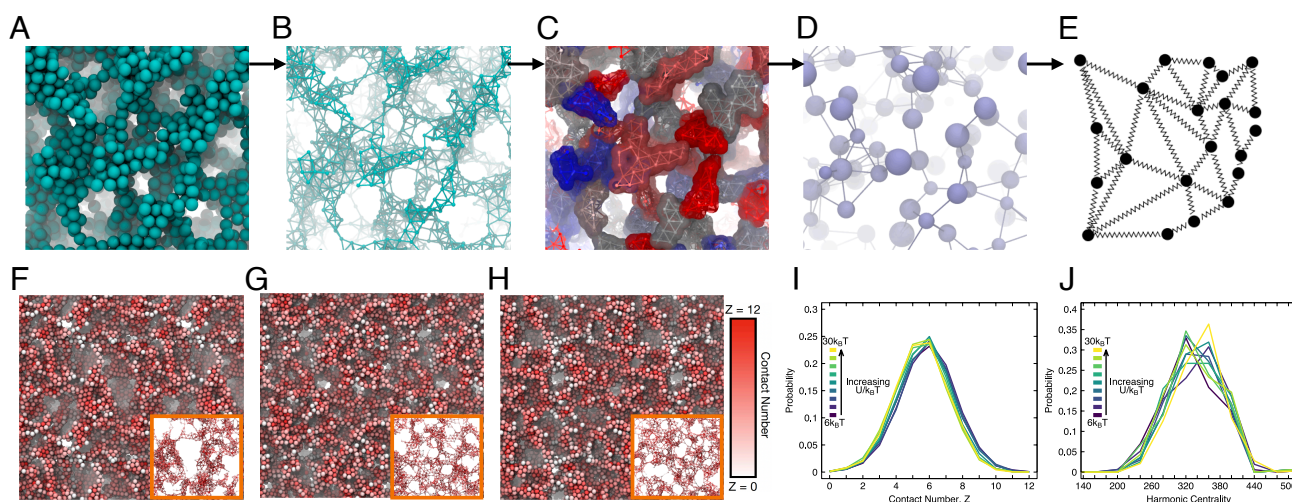 A
B
C
D
E
F
G
H
Z = 12
Contact Number
Z = 0
I
0.3
0.25
0.2
0.15
0.1
0.05
0
Probability
30kBT
Increasing
U/kBT
6kBT
0 2 4 6 8 10 12
Contact Number, Z
J
0.4
0.35
0.3
0.25
0.2
0.15
0.1
0.05
0
Probability
30kBT
Increasing
U/kBT
6kBT
140 200 260 320 380 440 500
Harmonic Centrality